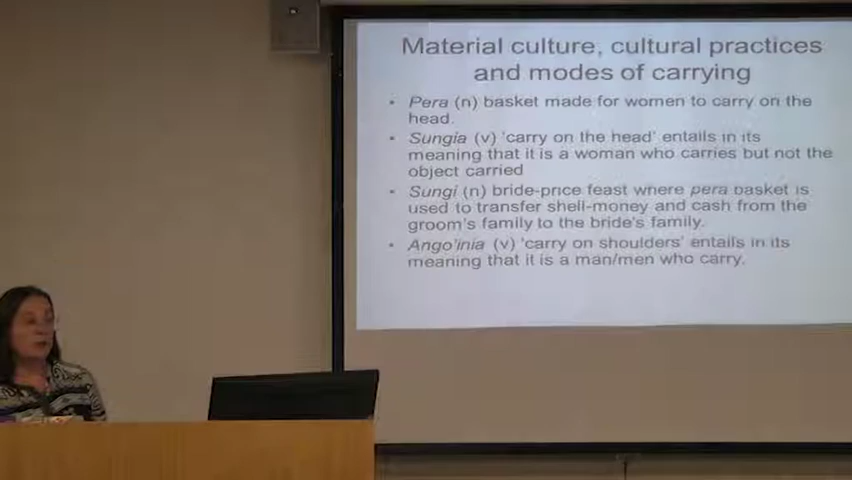 Material culture, cultural practices
and modes of carrying
• Pera (n) basket made for women to carry on the
head.
• Sungia (v) 'carry on the head' entails in its
meaning that it is a woman who carries but not the
object carried
• Sungi (n) bride-price feast where pera basket is
used to transfer shell-money and cash from the
groom's family to the bride's family.
• Ango'inia (v) 'carry on shoulders' entails in its
meaning that it is a man/men who carry.